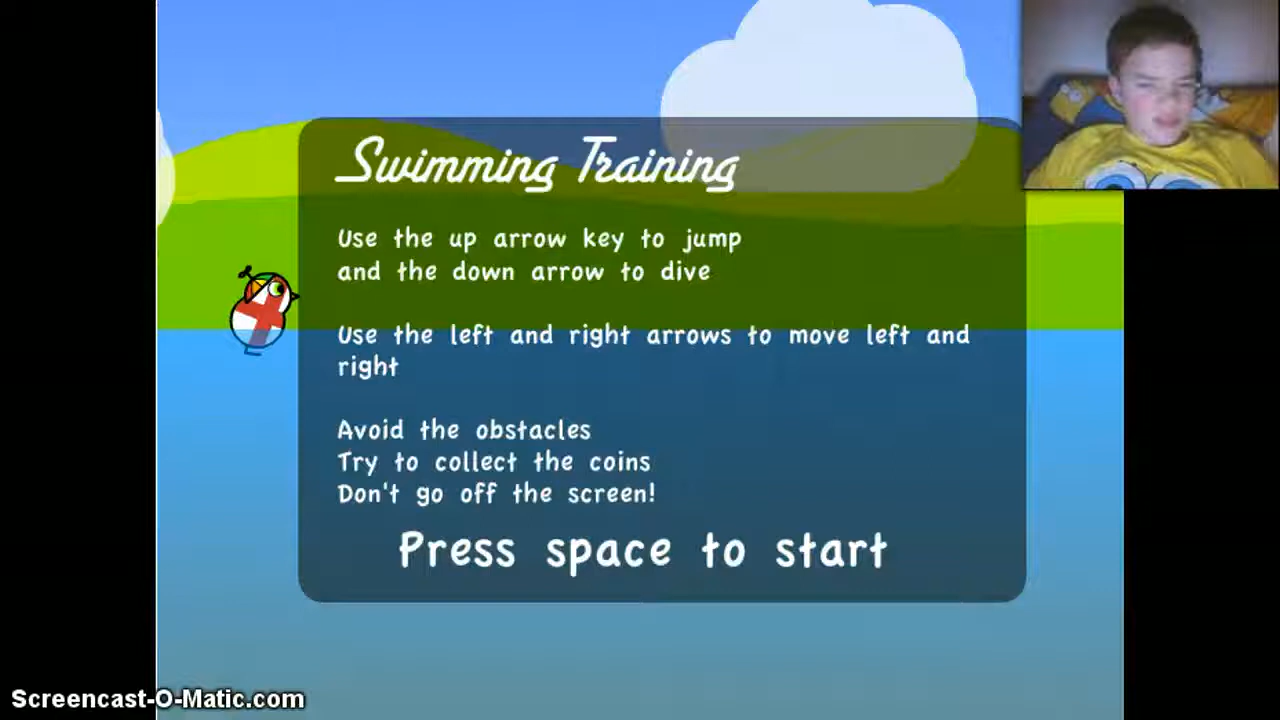 Swimming Training
Use the up arrow key to jump
and the down arrow to dive
Use the left and right arrows to move left and
right
Avoid the obstacles
Try to collect the coins
Don't go off the screen!
Press space to start
Screencast-O-Matic.com